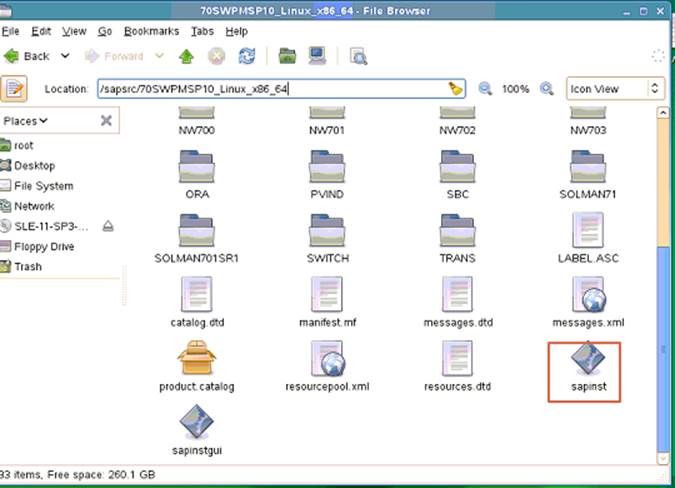 70SWPMSP10_Linux_x86_64 - File Browser
File Edit View Go Bookmarks Tabs Help
Back Forward
Location: /sapsrc/70SWPMSP10_Linux_x86_64 100% Icon View
Places
root
Desktop
File System
Network
SLE-11-SP3-...
Floppy Drive
Trash
NW700 NW701 NW702 NW703
ORA PVIND SBC SOLMAN71
SOLMAN701SR1 SWITCH TRANS LABEL.ASC
catalog.dtd manifest.mf messages.dtd messages.xml
product.catalog resourcepool.xml resources.dtd sapinst
sapinstgui
33 items, Free space: 260.1 GB